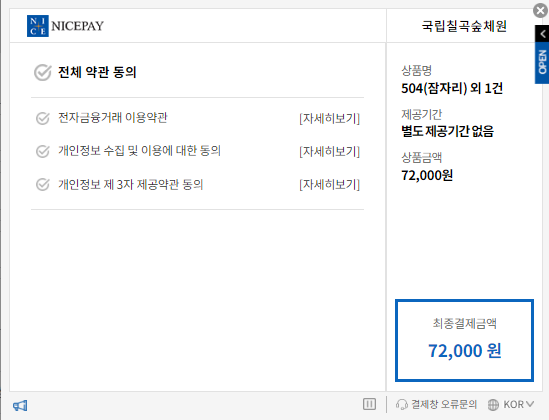 NICE NICEPAY
국립칠곡숲체원
전체 약관 동의
전자금융거래 이용약관 [자세히보기]
개인정보 수집 및 이용에 대한 동의 [자세히보기]
개인정보 제 3자 제공약관 동의 [자세히보기]
상품명
504(잠자리) 외 1건
제공기간
별도 제공기간 없음
상품금액
72,000원
OPEN
최종결제금액
72,000 원
결제창 오류문의 KOR